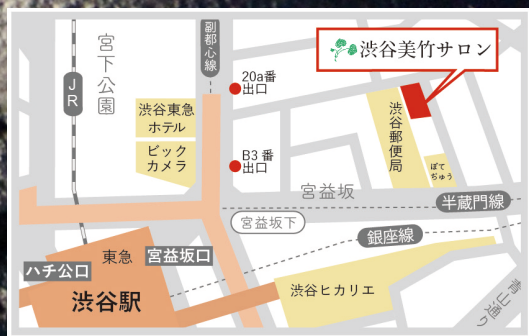 宮下公園
JR
副都心線
20a番
出口
渋谷美竹サロン
渋谷東急
ホテル
ビック
カメラ
B3 番
出口
渋谷郵便局
ぽて
ぢゅう
宮益坂
半蔵門線
宮益坂下
銀座線
東急
宮益坂口
ハチ公口
渋谷駅
渋谷ヒカリエ
青山通り